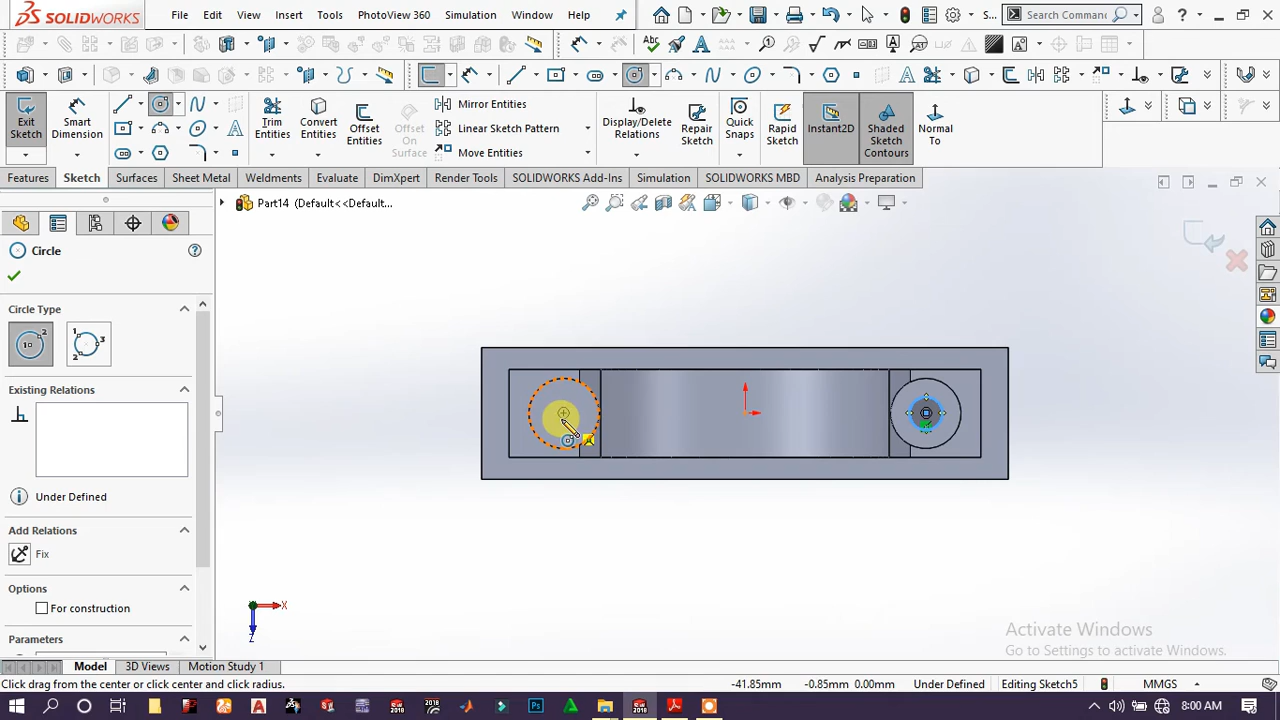 SOLIDWORKS File Edit View Insert Tools PhotoView 360 Simulation Window Help S... Search Comman
Exit Sketch Smart Dimension Trim Entities Convert Entities Offset Entities Offset On Surface Mirror Entities Linear Sketch Pattern Move Entities Display/Delete Relations Repair Sketch Quick Snaps Rapid Sketch Instant2D Shaded Sketch Contours Normal To
Features Sketch Surfaces Sheet Metal Weldments Evaluate DimXpert Render Tools SOLIDWORKS Add-Ins Simulation SOLIDWORKS MBD Analysis Preparation
Part14 (Default<<Default...
Circle
Circle Type
Existing Relations
Under Defined
Add Relations
Fix
Options
For construction
Parameters
X
Z
Activate Windows
Go to Settings to activate Windows.
Model 3D Views Motion Study 1
Click drag from the center or click center and click radius. -41.85mm -0.85mm 0.00mm Under Defined Editing Sketch5 MMGS
8:00 AM